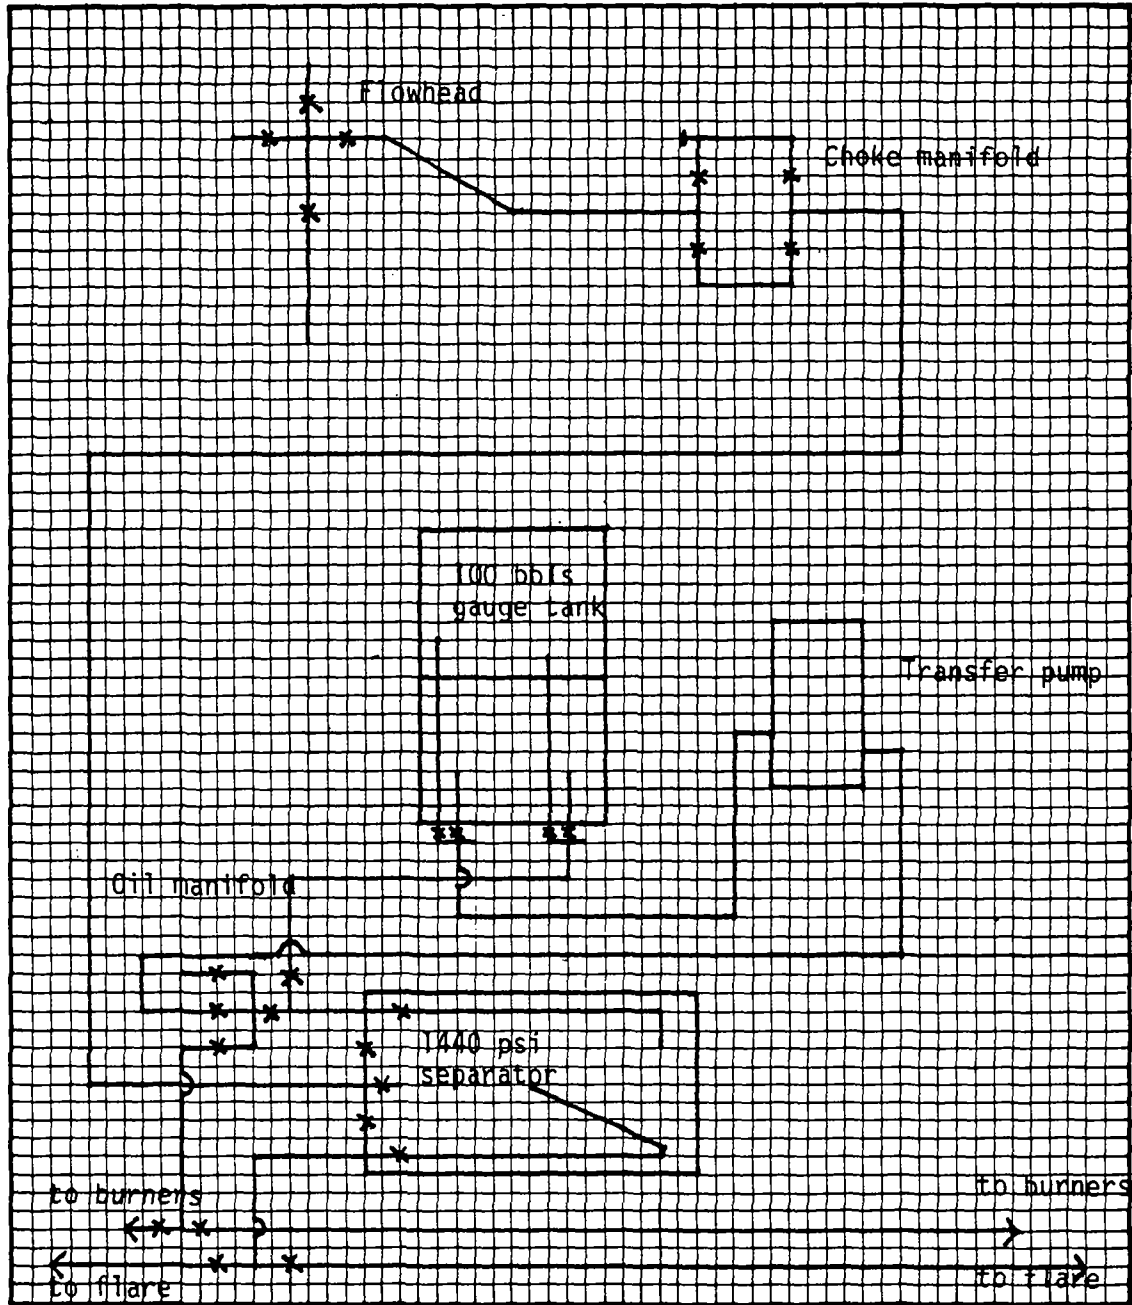 Flowhead
Choke manifold
100 bbls
gauge tank
Transfer pump
Oil manifold
1440 psi
separator
to burners
to burners
to flare
to flare